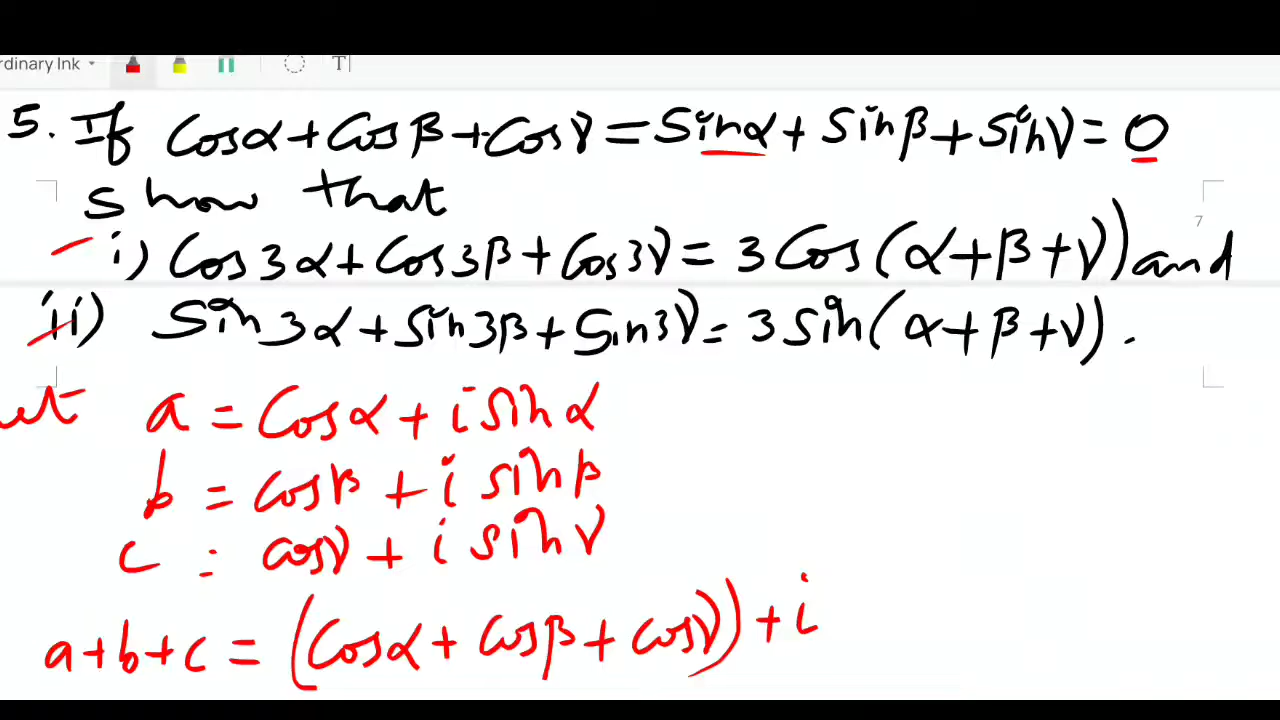 rdinary Ink
T
5. If Cosα + Cosβ + Cosγ = Sinα + Sinβ + Sinγ = 0
Show that
7
i) Cos3α + Cos3β + Cos3γ = 3Cos(α+β+γ) and
ii) Sin3α + Sin3β + Sin3γ = 3Sin(α+β+γ).
et a = Cosα + i sinα
b = cosβ + i sinβ
c = cosγ + i sinγ
a+b+c = (Cosα + cosβ + cosγ) + i